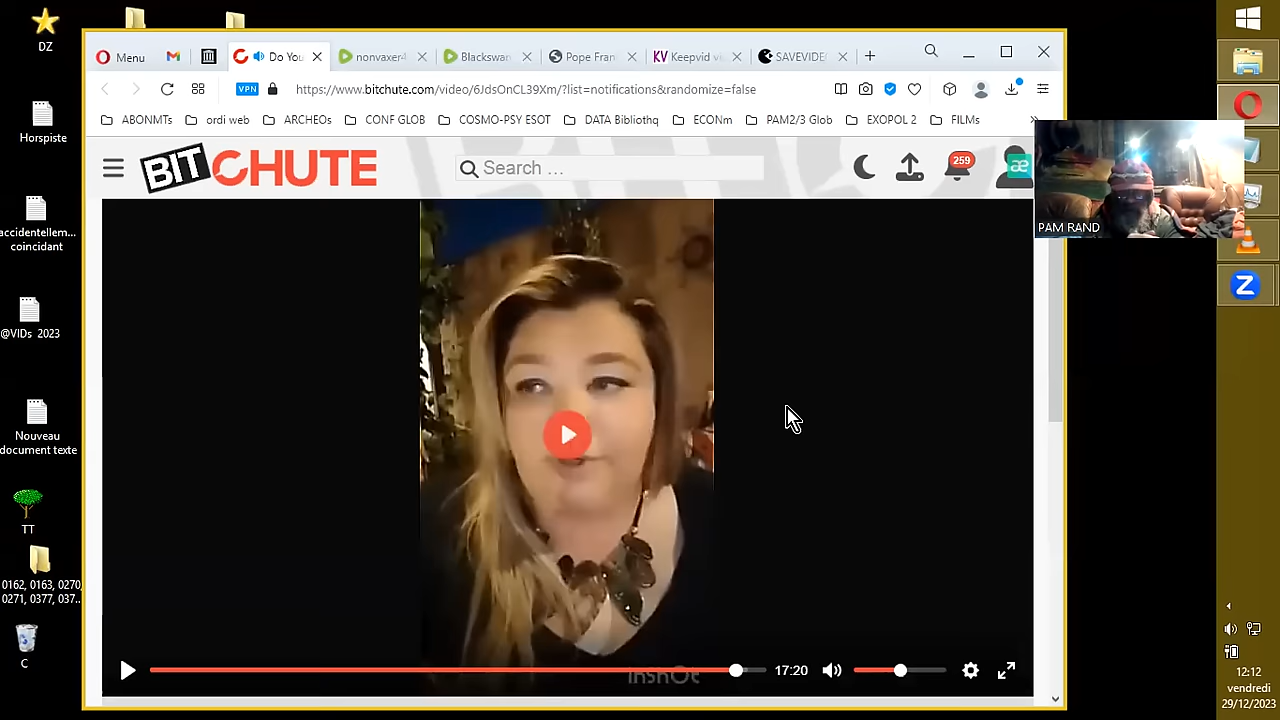 DZ
Horspiste
accidentellem...
coincidant
@VIDs 2023
Nouveau
document texte
TT
0162, 0163, 0270,
0271, 0377, 037...
C
Menu
Do You
nonvaxer4
Blackswan
Pope Fran
KV Keepvid vi
SAVEVIDE
VPN
https://www.bitchute.com/video/6JdsOnCL39Xm/?list=notifications&randomize=false
ABONMTs
ordi web
ARCHEOs
CONF GLOB
COSMO-PSY ESOT
DATA Bibliothq
ECONm
PAM2/3 Glob
EXOPOL 2
FILMs
»
BITCHUTE
Search ...
259
æ
PAM RAND
InShOt
17:20
12:12
vendredi
29/12/2023